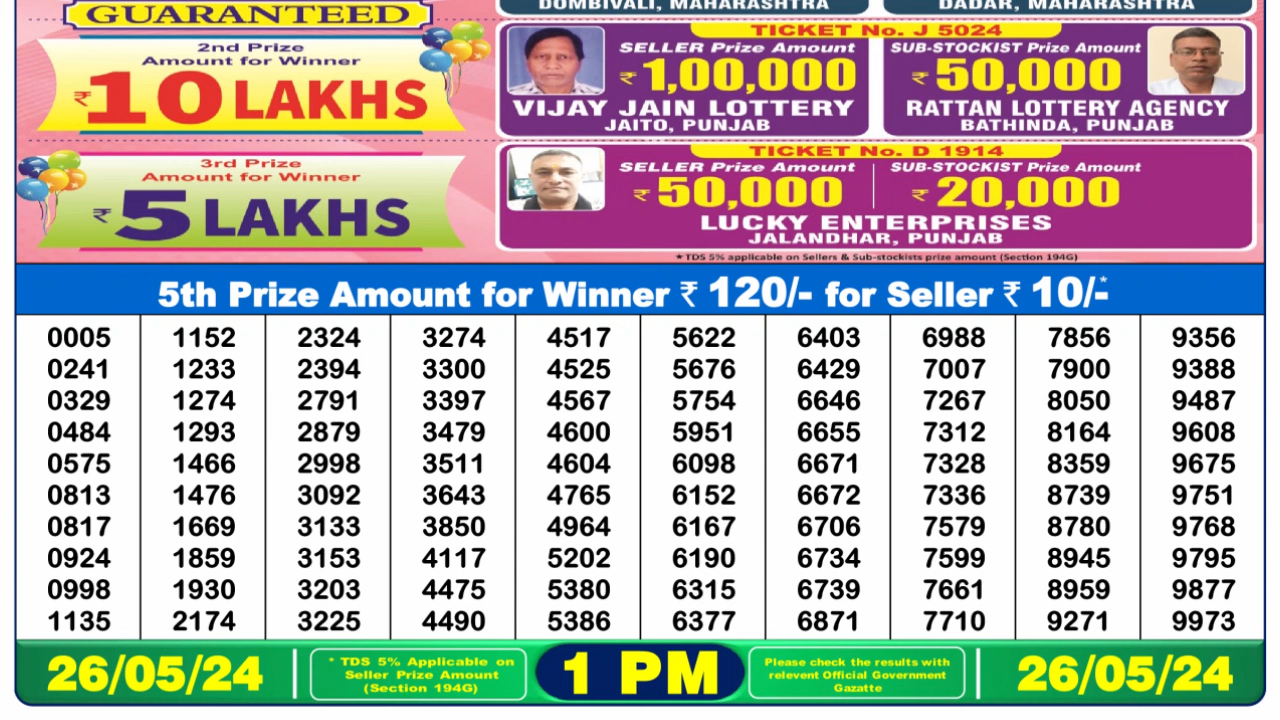 GUARANTEED
DOMBIVALI, MAHARASHTRA
DADAR, MAHARASHTRA
2nd Prize
Amount for Winner
₹10 LAKHS
TICKET No. J 5024
SELLER Prize Amount
₹ 1,00,000
SUB-STOCKIST Prize Amount
₹ 50,000
VIJAY JAIN LOTTERY
JAITO, PUNJAB
RATTAN LOTTERY AGENCY
BATHINDA, PUNJAB
3rd Prize
Amount for Winner
₹5 LAKHS
TICKET No. D 1914
SELLER Prize Amount
₹ 50,000
SUB-STOCKIST Prize Amount
₹ 20,000
LUCKY ENTERPRISES
JALANDHAR, PUNJAB
★TDS 5% applicable on Sellers & Sub-stockists prize amount (Section 194G)
5th Prize Amount for Winner ₹ 120/- for Seller ₹ 10/-*
0005 1152 2324 3274 4517 5622 6403 6988 7856 9356
0241 1233 2394 3300 4525 5676 6429 7007 7900 9388
0329 1274 2791 3397 4567 5754 6646 7267 8050 9487
0484 1293 2879 3479 4600 5951 6655 7312 8164 9608
0575 1466 2998 3511 4604 6098 6671 7328 8359 9675
0813 1476 3092 3643 4765 6152 6672 7336 8739 9751
0817 1669 3133 3850 4964 6167 6706 7579 8780 9768
0924 1859 3153 4117 5202 6190 6734 7599 8945 9795
0998 1930 3203 4475 5380 6315 6739 7661 8959 9877
1135 2174 3225 4490 5386 6377 6871 7710 9271 9973
26/05/24
* TDS 5% Applicable on
Seller Prize Amount
(Section 194G)
1 PM
Please check the results with
relevent Official Government
Gazatte
26/05/24